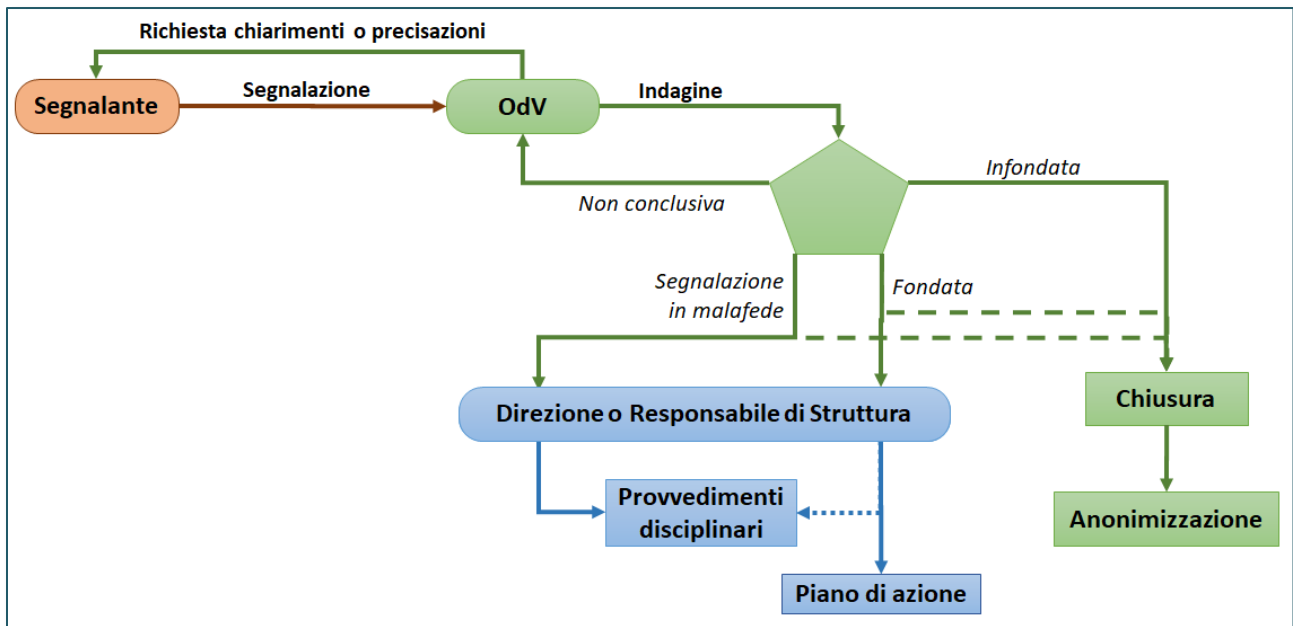 Richiesta chiarimenti o precisazioni
Segnalante
Segnalazione
OdV
Indagine
Infondata
Non conclusiva
Segnalazione
in malafede
Fondata
Direzione o Responsabile di Struttura
Chiusura
Provvedimenti
disciplinari
Anonimizzazione
Piano di azione